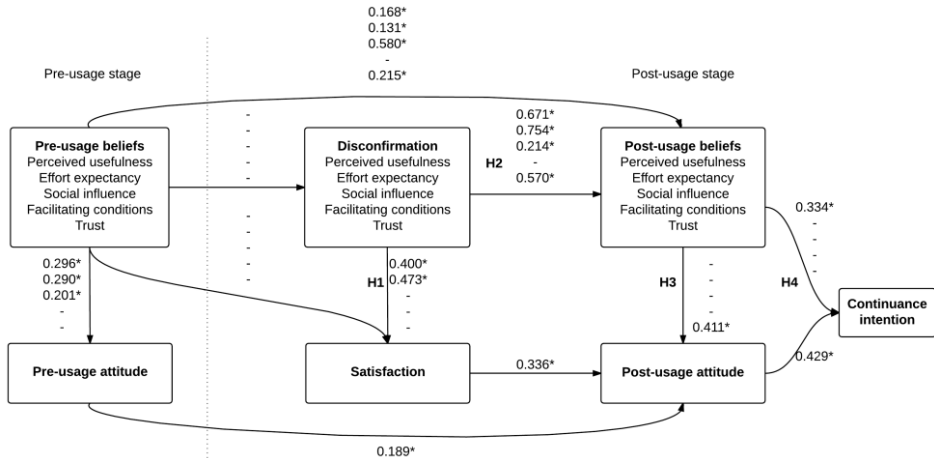 0.168*
0.131*
0.580*
-
0.215*
Pre-usage stage
Post-usage stage
Pre-usage beliefs
Perceived usefulness
Effort expectancy
Social influence
Facilitating conditions
Trust
-
-
-
-
-
Disconfirmation
Perceived usefulness
Effort expectancy
Social influence
Facilitating conditions
Trust
H2
0.671*
0.754*
0.214*
-
0.570*
Post-usage beliefs
Perceived usefulness
Effort expectancy
Social influence
Facilitating conditions
Trust
0.296*
0.290*
0.201*
-
-
-
-
-
-
-
H1
0.400*
0.473*
-
-
-
H3
-
-
-
-
0.411*
H4
0.334*
-
-
-
-
Continuance
intention
Pre-usage attitude
Satisfaction
0.336*
Post-usage attitude
0.429*
0.189*